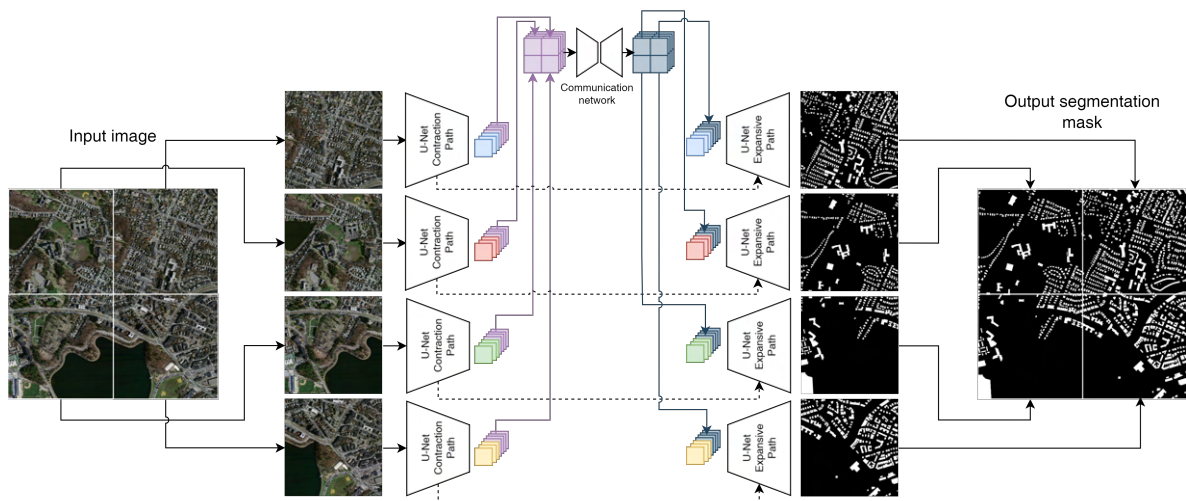 Communication
network
Input image
Output segmentation
mask
U-Net
Contraction
Path
U-Net
Expansive
Path
U-Net
Contraction
Path
U-Net
Expansive
Path
U-Net
Contraction
Path
U-Net
Expansive
Path
U-Net
Contraction
Path
U-Net
Expansive
Path